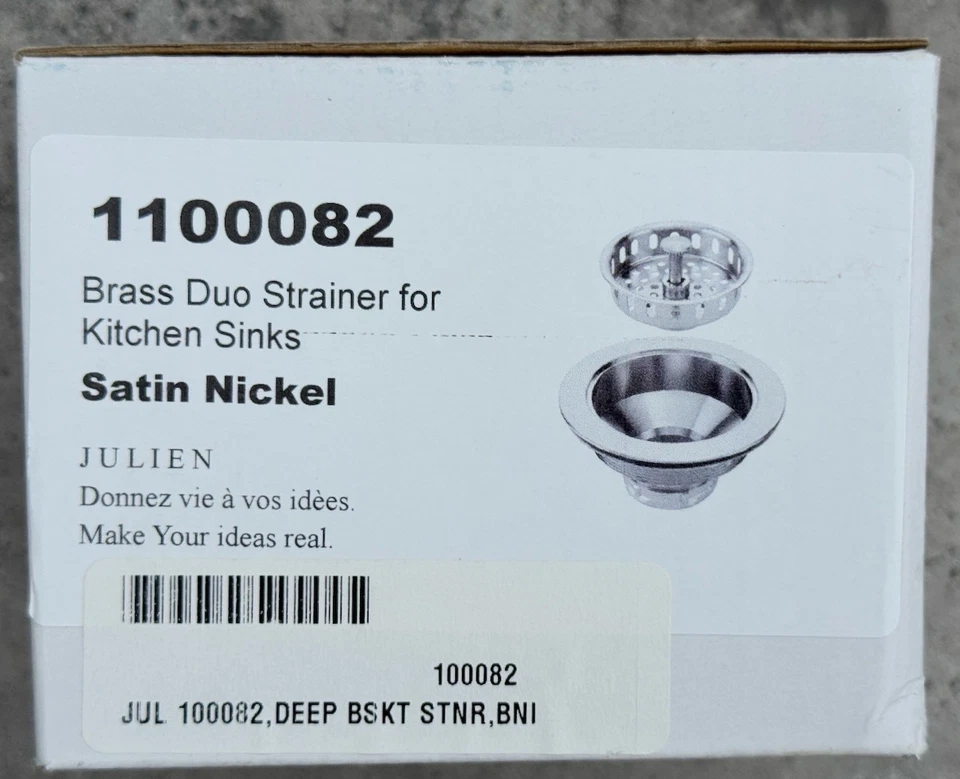 1100082
Brass Duo Strainer for
Kitchen Sinks
Satin Nickel
JULIEN
Donnez vie à vos idèes.
Make Your ideas real.
100082
JUL 100082,DEEP BSKT STNR,BNI